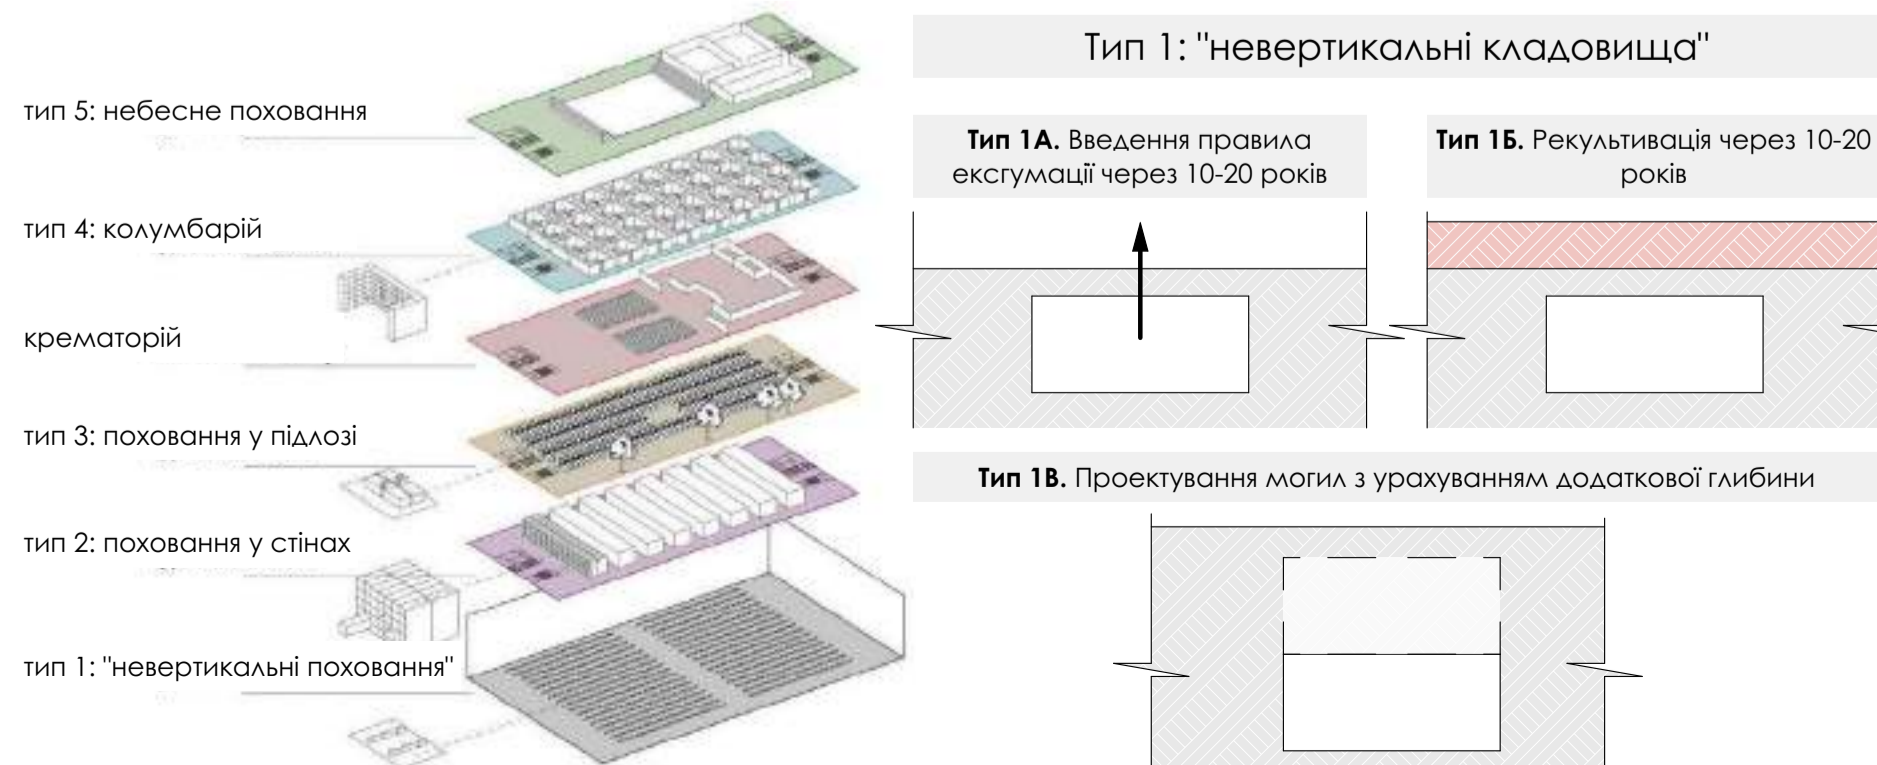 тип 5: небесне поховання
тип 4: колумбарій
крематорій
тип 3: поховання у підлозі
тип 2: поховання у стінах
тип 1: "невертикальні поховання"
Тип 1: "невертикальні кладовища"
Тип 1А. Введення правила
ексгумації через 10-20 років
Тип 1Б. Рекультивація через 10-20
років
Тип 1В. Проектування могил з урахуванням додаткової глибини